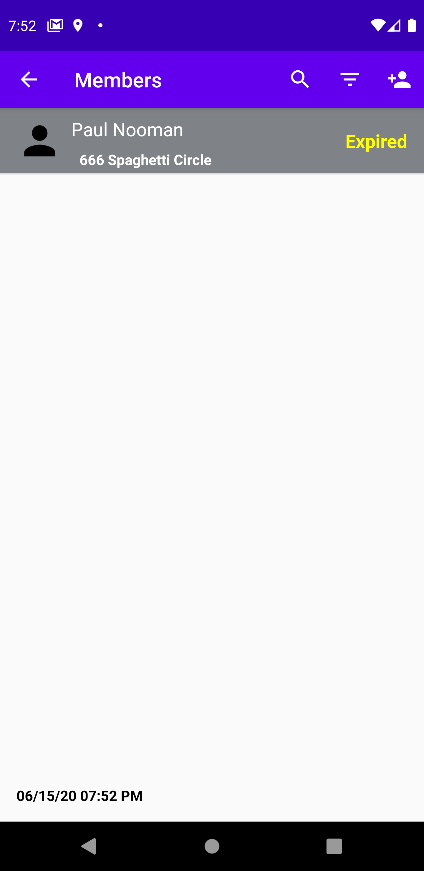 7:52
Members
Paul Nooman
666 Spaghetti Circle
Expired
06/15/20 07:52 PM